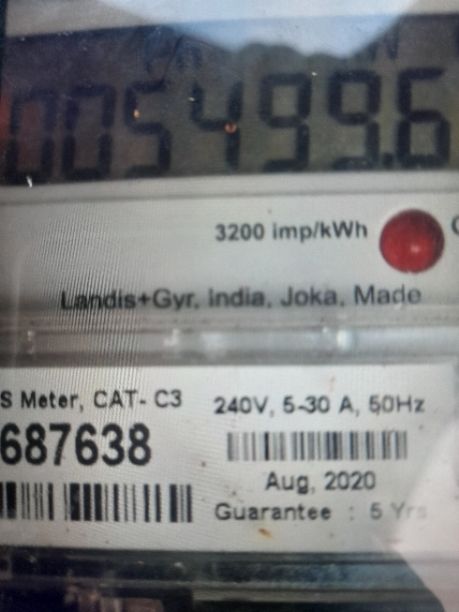 005499.6
3200 imp/kWh
Landis+Gyr, India, Joka, Made
S Meter, CAT- C3
240V, 5-30 A, 50Hz
687638
Aug, 2020
Guarantee : 5 Yrs